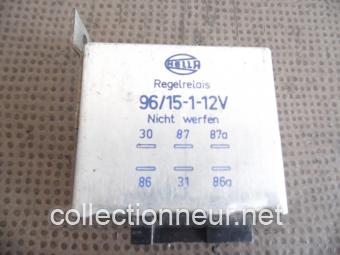 HELLA
Regelrelais
96/15-1-12V
Nicht werfen
30 87 87a
86 31 86a
collectionneur.net